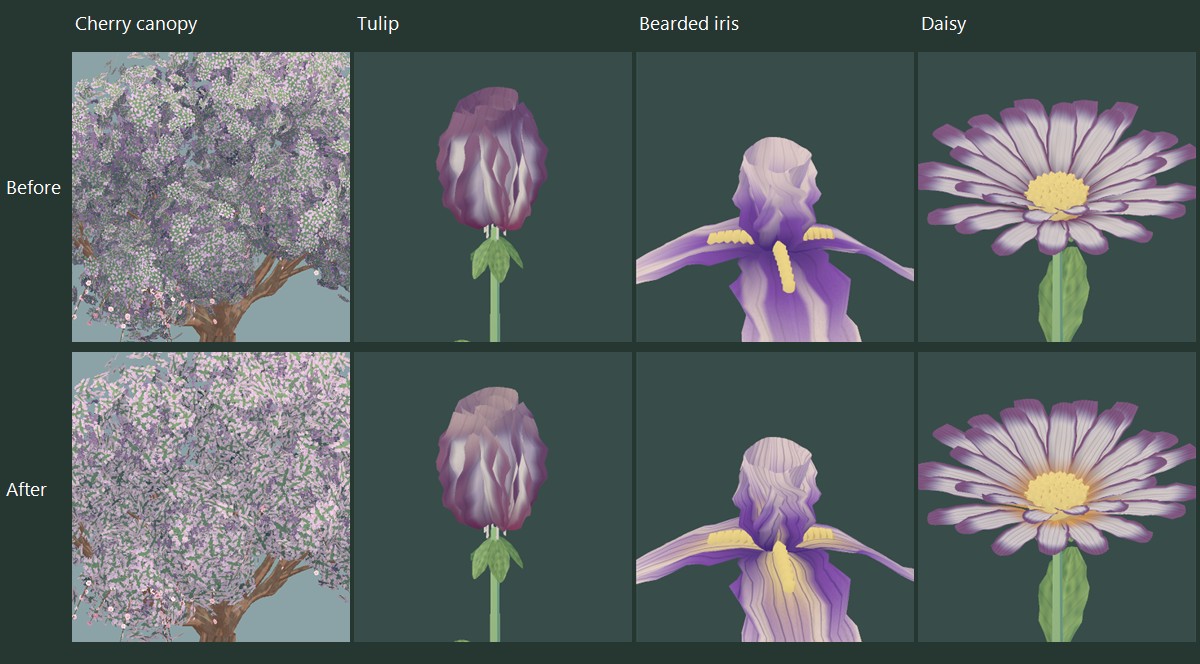 Cherry canopy
Tulip
Bearded iris
Daisy
Before
After